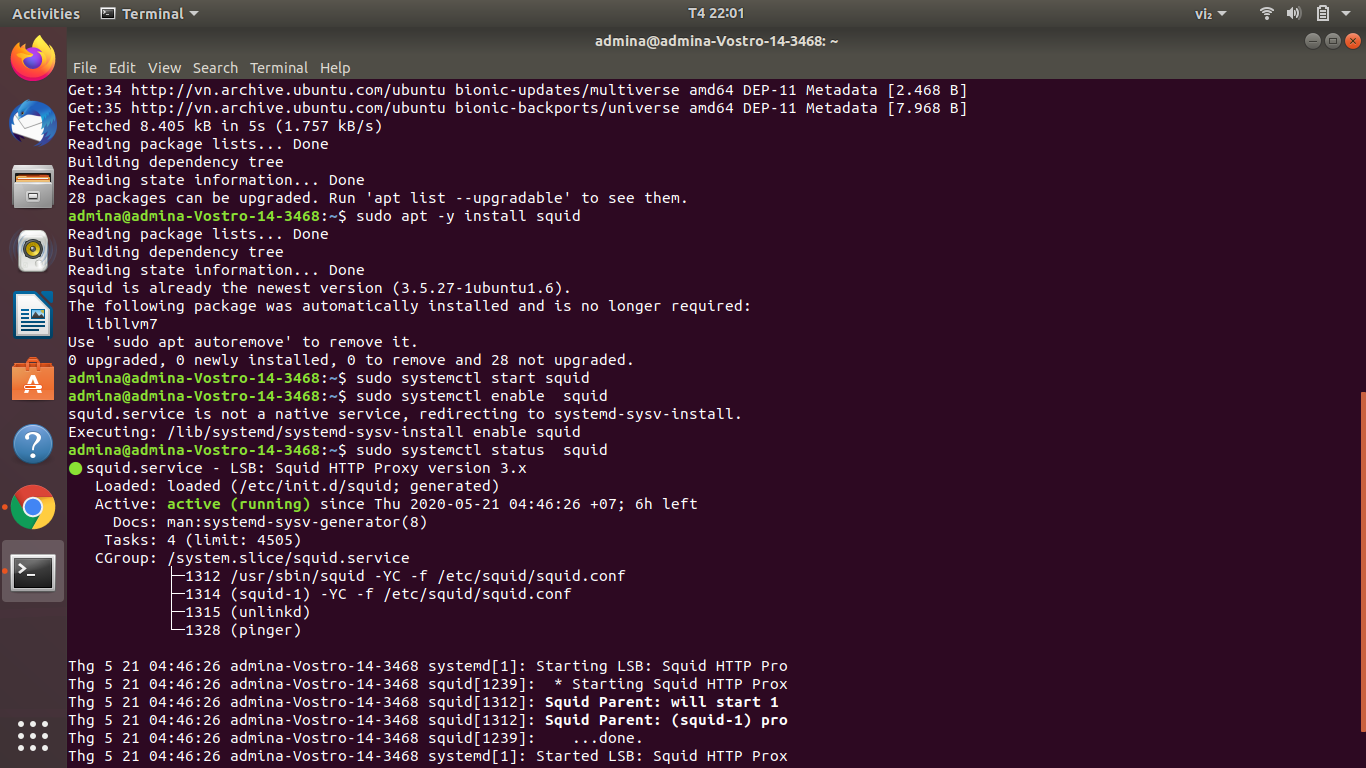 Activities Terminal T4 22:01 vi₂
admina@admina-Vostro-14-3468: ~
File Edit View Search Terminal Help
Get:34 http://vn.archive.ubuntu.com/ubuntu bionic-updates/multiverse amd64 DEP-11 Metadata [2.468 B]
Get:35 http://vn.archive.ubuntu.com/ubuntu bionic-backports/universe amd64 DEP-11 Metadata [7.968 B]
Fetched 8.405 kB in 5s (1.757 kB/s)
Reading package lists... Done
Building dependency tree
Reading state information... Done
28 packages can be upgraded. Run 'apt list --upgradable' to see them.
admina@admina-Vostro-14-3468:~$ sudo apt -y install squid
Reading package lists... Done
Building dependency tree
Reading state information... Done
squid is already the newest version (3.5.27-1ubuntu1.6).
The following package was automatically installed and is no longer required:
  libllvm7
Use 'sudo apt autoremove' to remove it.
0 upgraded, 0 newly installed, 0 to remove and 28 not upgraded.
admina@admina-Vostro-14-3468:~$ sudo systemctl start squid
admina@admina-Vostro-14-3468:~$ sudo systemctl enable  squid
squid.service is not a native service, redirecting to systemd-sysv-install.
Executing: /lib/systemd/systemd-sysv-install enable squid
admina@admina-Vostro-14-3468:~$ sudo systemctl status  squid
● squid.service - LSB: Squid HTTP Proxy version 3.x
   Loaded: loaded (/etc/init.d/squid; generated)
   Active: active (running) since Thu 2020-05-21 04:46:26 +07; 6h left
     Docs: man:systemd-sysv-generator(8)
    Tasks: 4 (limit: 4505)
   CGroup: /system.slice/squid.service
           ├─1312 /usr/sbin/squid -YC -f /etc/squid/squid.conf
           ├─1314 (squid-1) -YC -f /etc/squid/squid.conf
           ├─1315 (unlinkd)
           └─1328 (pinger)
Thg 5 21 04:46:26 admina-Vostro-14-3468 systemd[1]: Starting LSB: Squid HTTP Pro
Thg 5 21 04:46:26 admina-Vostro-14-3468 squid[1239]:  * Starting Squid HTTP Prox
Thg 5 21 04:46:26 admina-Vostro-14-3468 squid[1312]: Squid Parent: will start 1
Thg 5 21 04:46:26 admina-Vostro-14-3468 squid[1312]: Squid Parent: (squid-1) pro
Thg 5 21 04:46:26 admina-Vostro-14-3468 squid[1239]:    ...done.
Thg 5 21 04:46:26 admina-Vostro-14-3468 systemd[1]: Started LSB: Squid HTTP Prox